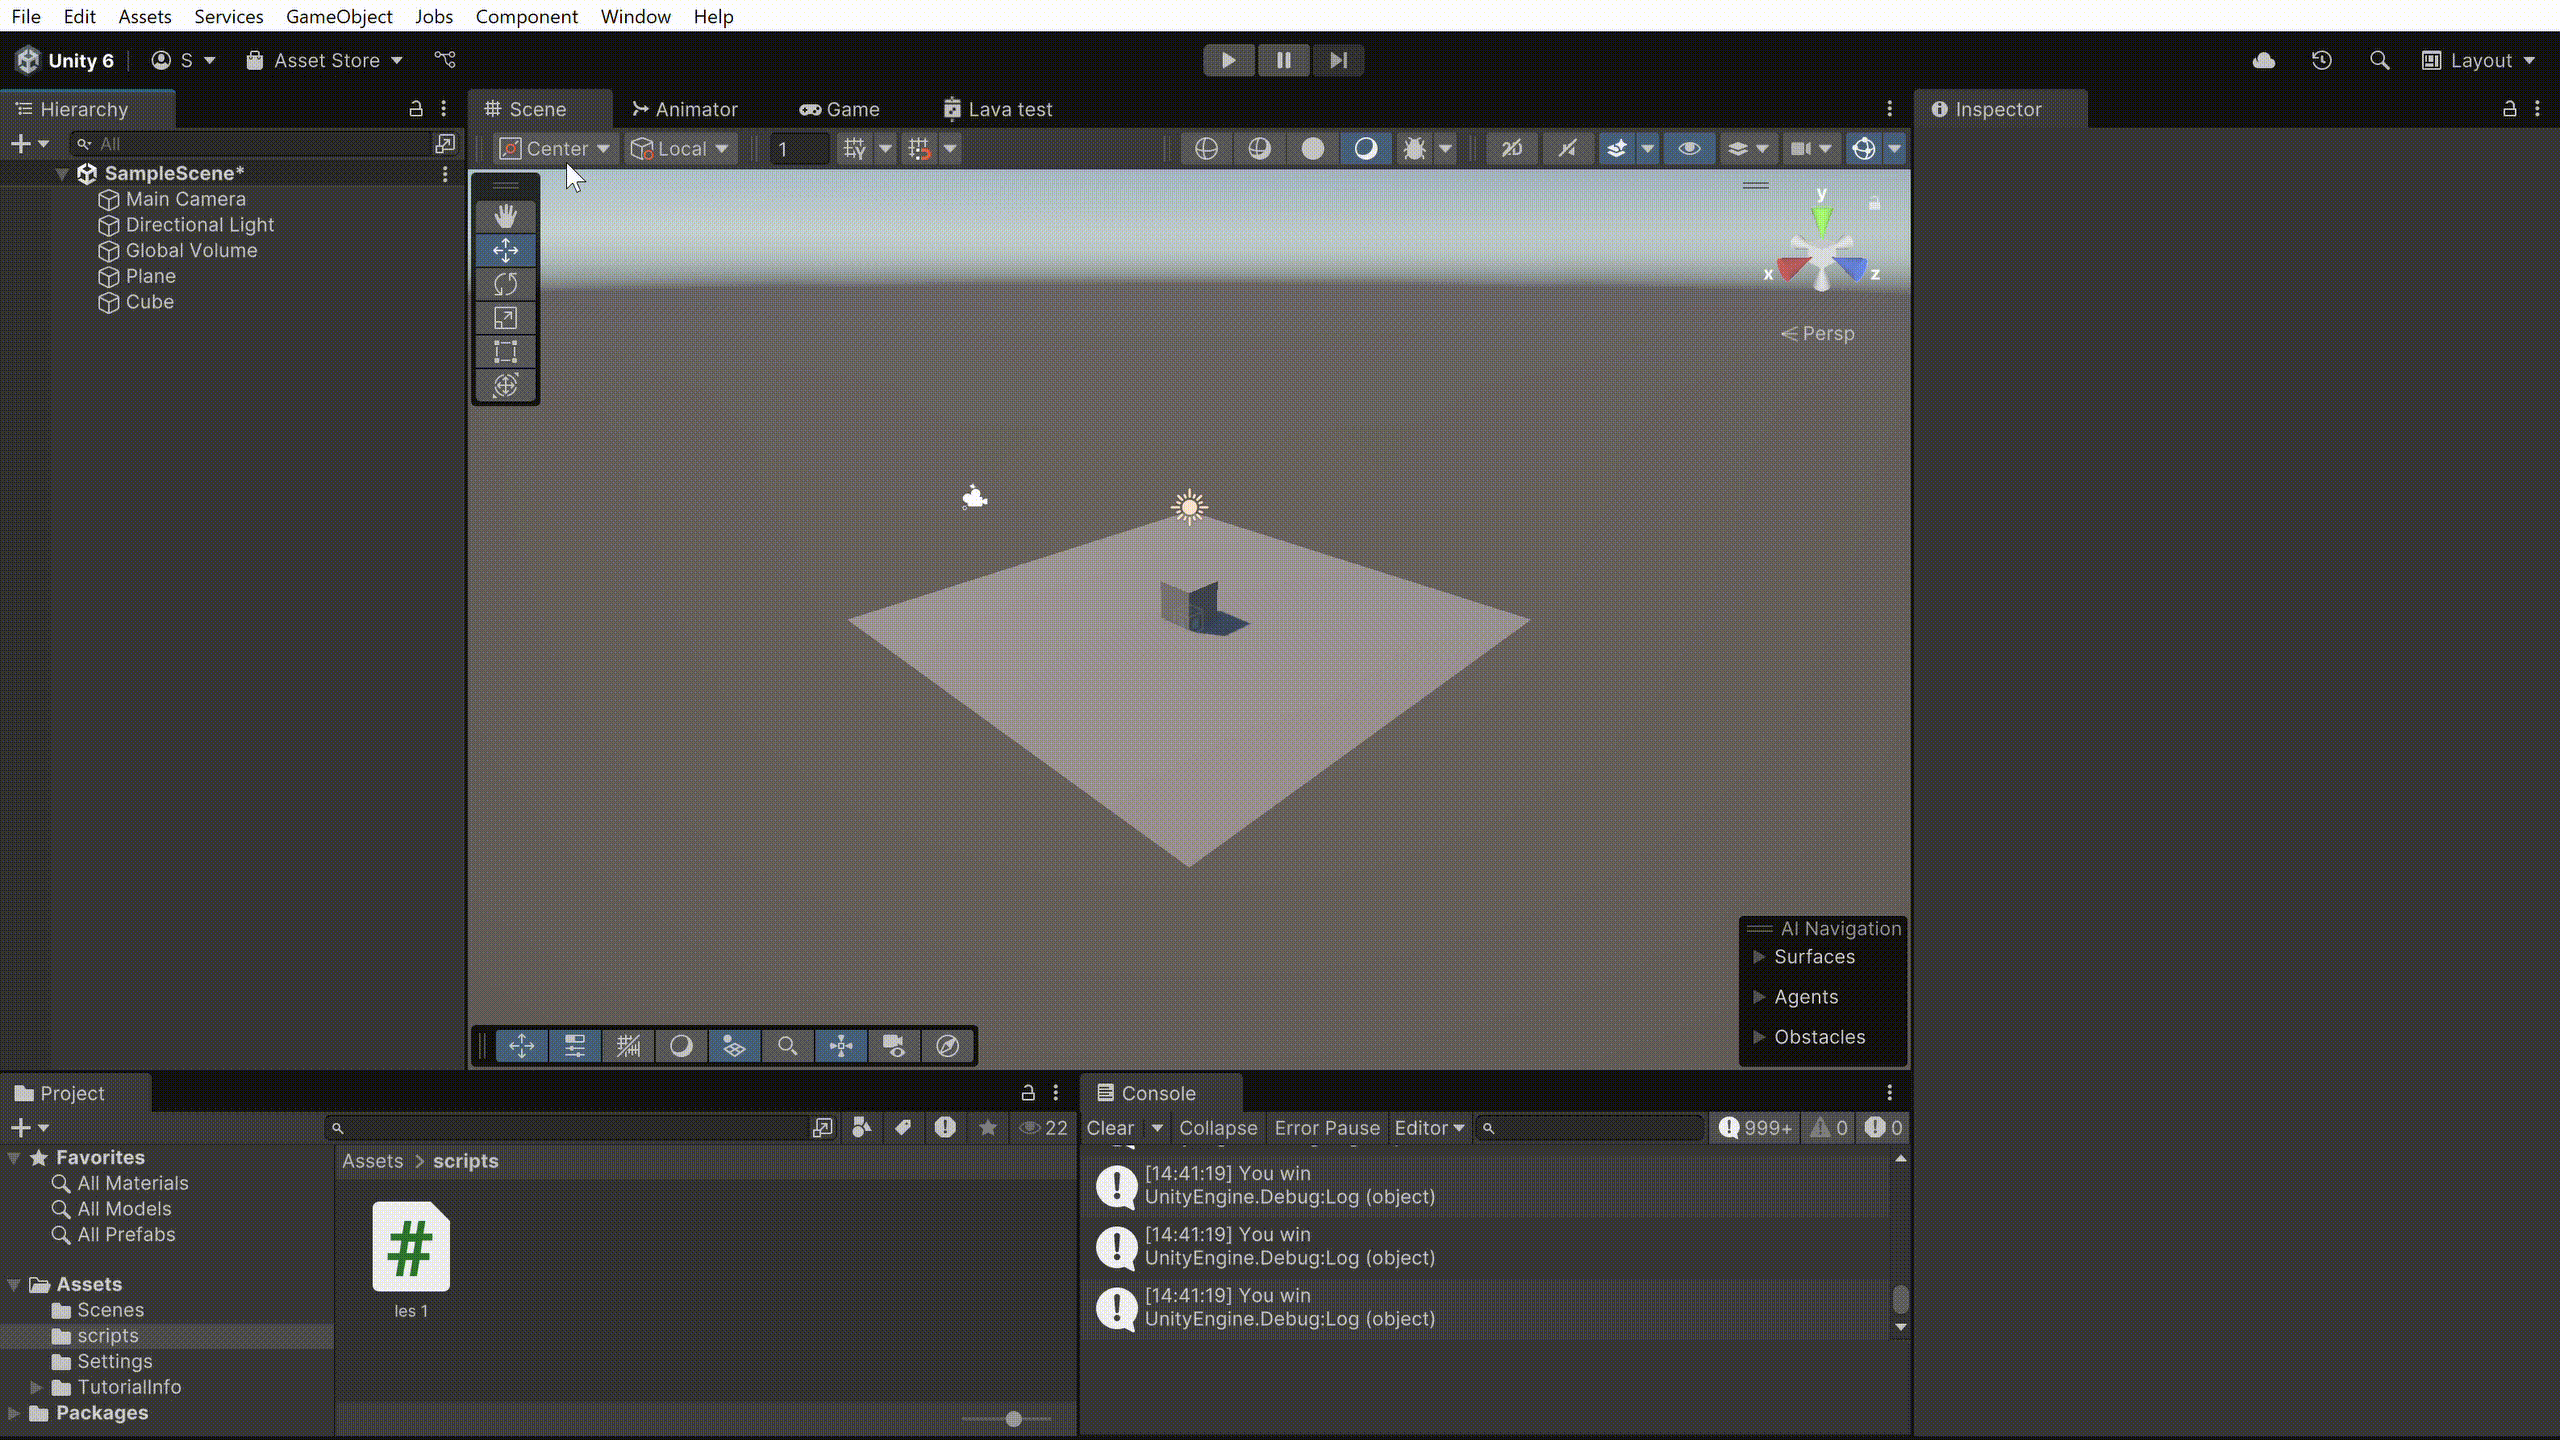 File Edit Assets Services GameObject Jobs Component Window Help
Unity 6 S Asset Store Layout
Hierarchy
All
SampleScene*
Main Camera
Directional Light
Global Volume
Plane
Cube
Scene Animator Game Lava test
Center Local 1 2D
y
x z
Persp
AI Navigation
Surfaces
Agents
Obstacles
Inspector
Project
22
Favorites
All Materials
All Models
All Prefabs
Assets
Scenes
scripts
Settings
TutorialInfo
Packages
Assets > scripts
#
les 1
Console
Clear Collapse Error Pause Editor 999+ 0 0
[14:41:19] You win
UnityEngine.Debug:Log (object)
[14:41:19] You win
UnityEngine.Debug:Log (object)
[14:41:19] You win
UnityEngine.Debug:Log (object)